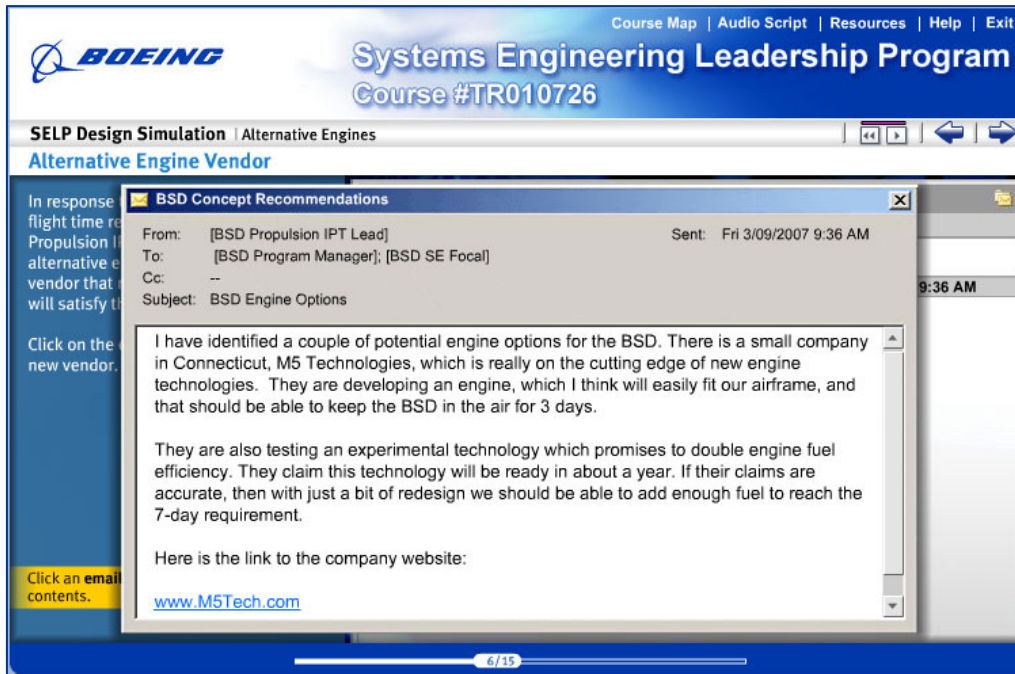 Course Map | Audio Script | Resources | Help | Exit
BOEING
Systems Engineering Leadership Program
Course #TR010726
SELP Design Simulation | Alternative Engines
Alternative Engine Vendor
In response
flight time re
Propulsion I
alternative e
vendor that
will satisfy t
Click on the
new vendor.
Click an email
contents.
BSD Concept Recommendations
From: [BSD Propulsion IPT Lead] Sent: Fri 3/09/2007 9:36 AM
To: [BSD Program Manager]; [BSD SE Focal]
Cc: --
Subject: BSD Engine Options
9:36 AM
I have identified a couple of potential engine options for the BSD. There is a small company
in Connecticut, M5 Technologies, which is really on the cutting edge of new engine
technologies. They are developing an engine, which I think will easily fit our airframe, and
that should be able to keep the BSD in the air for 3 days.
They are also testing an experimental technology which promises to double engine fuel
efficiency. They claim this technology will be ready in about a year. If their claims are
accurate, then with just a bit of redesign we should be able to add enough fuel to reach the
7-day requirement.
Here is the link to the company website:
www.M5Tech.com
6/15